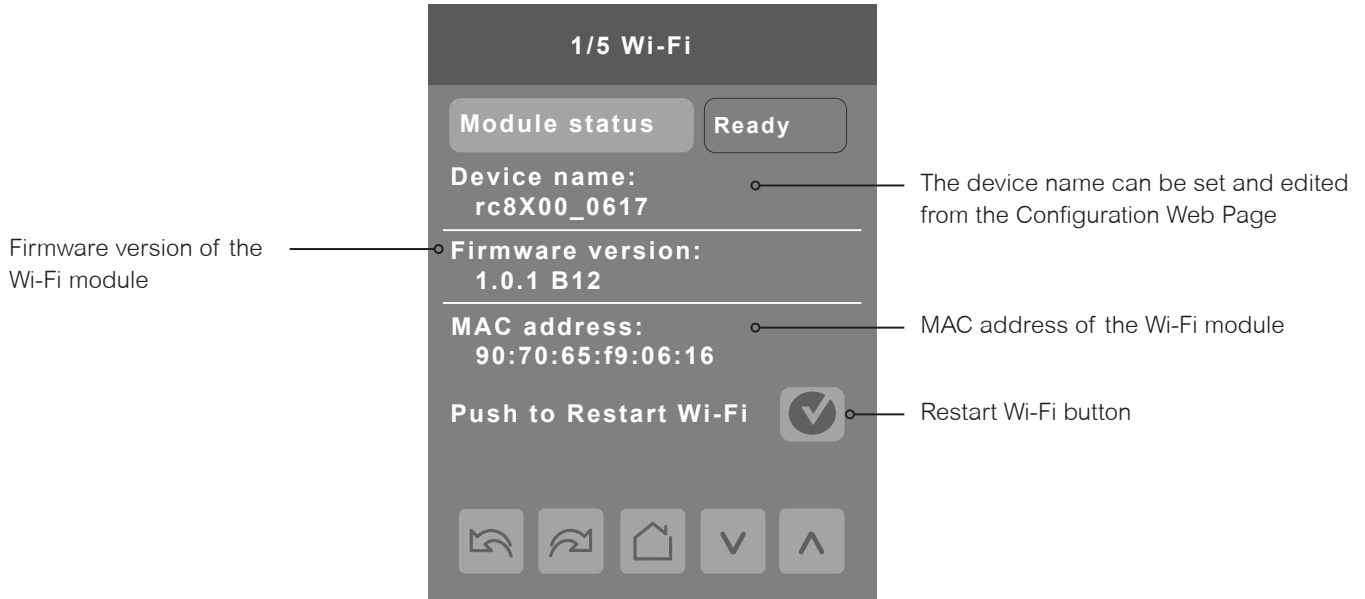 1/5 Wi-Fi
Module status
Ready
Device name:
rc8X00_0617
The device name can be set and edited
from the Configuration Web Page
Firmware version of the
Wi-Fi module
Firmware version:
1.0.1 B12
MAC address:
90:70:65:f9:06:16
MAC address of the Wi-Fi module
Push to Restart Wi-Fi
Restart Wi-Fi button